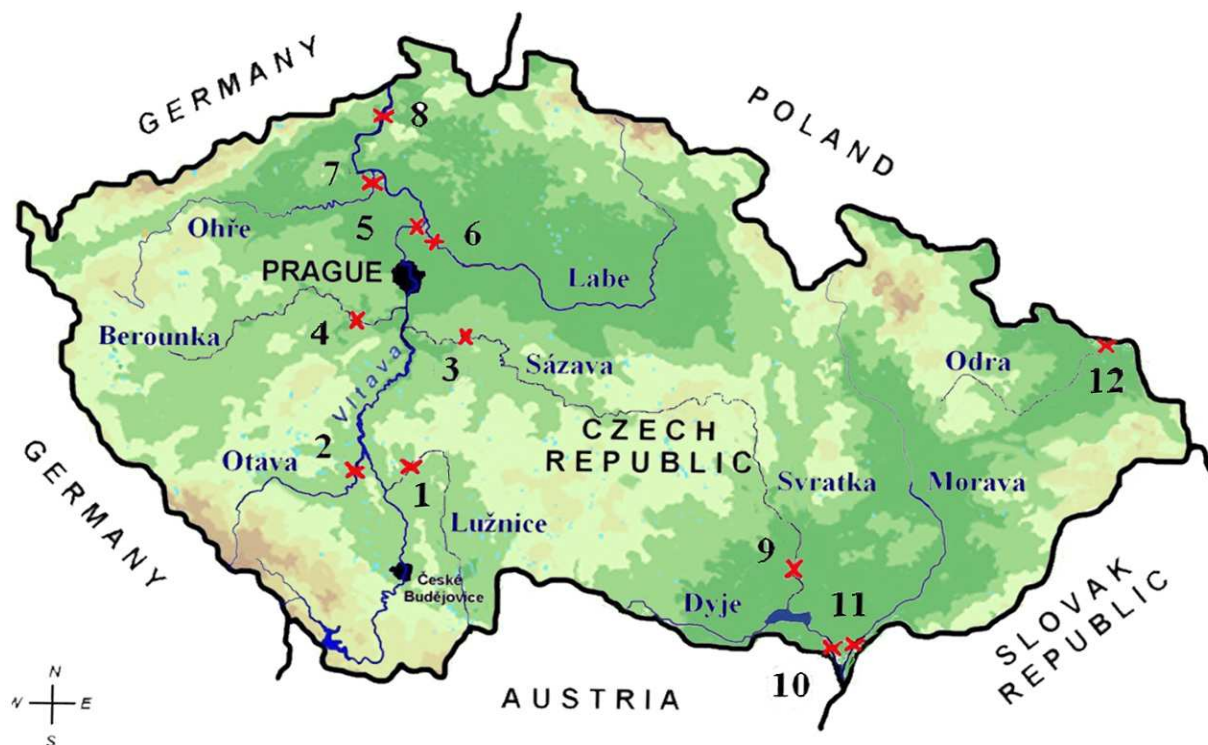 GERMANY
POLAND
8
7
Ohře
5
6
PRAGUE
Labe
Berounka
4
3
Sázava
Vltava
Odra
12
GERMANY
2
Otava
1
Lužnice
CZECH
REPUBLIC
Svratka
Morava
9
České
Budějovice
Dyje
11
10
SLOVAK
REPUBLIC
AUSTRIA
N
N
E
S